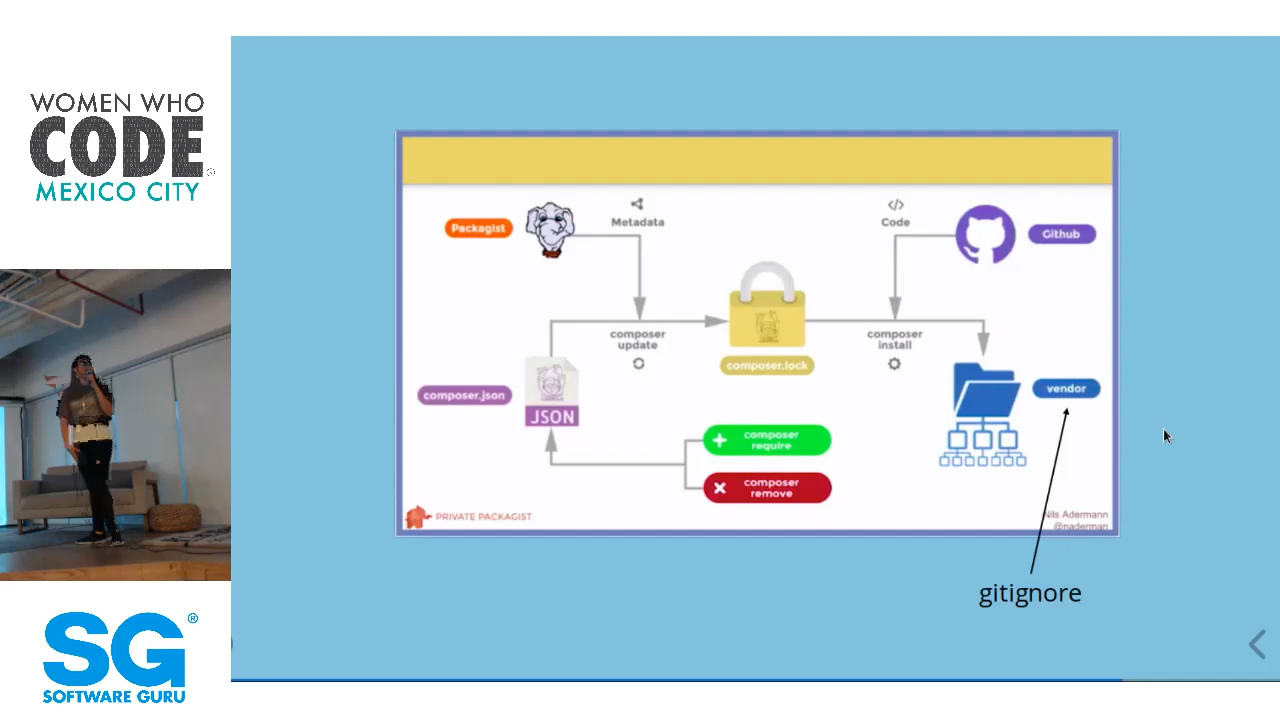 WOMEN WHO
CODE
MEXICO CITY
Packagist
Metadata
</>
Code
Github
composer
update
composer
install
composer.lock
composer.json
JSON
vendor
composer
require
composer
remove
PRIVATE PACKAGIST
Nils Adermann
@naderman
gitignore
SG®
SOFTWARE GURU